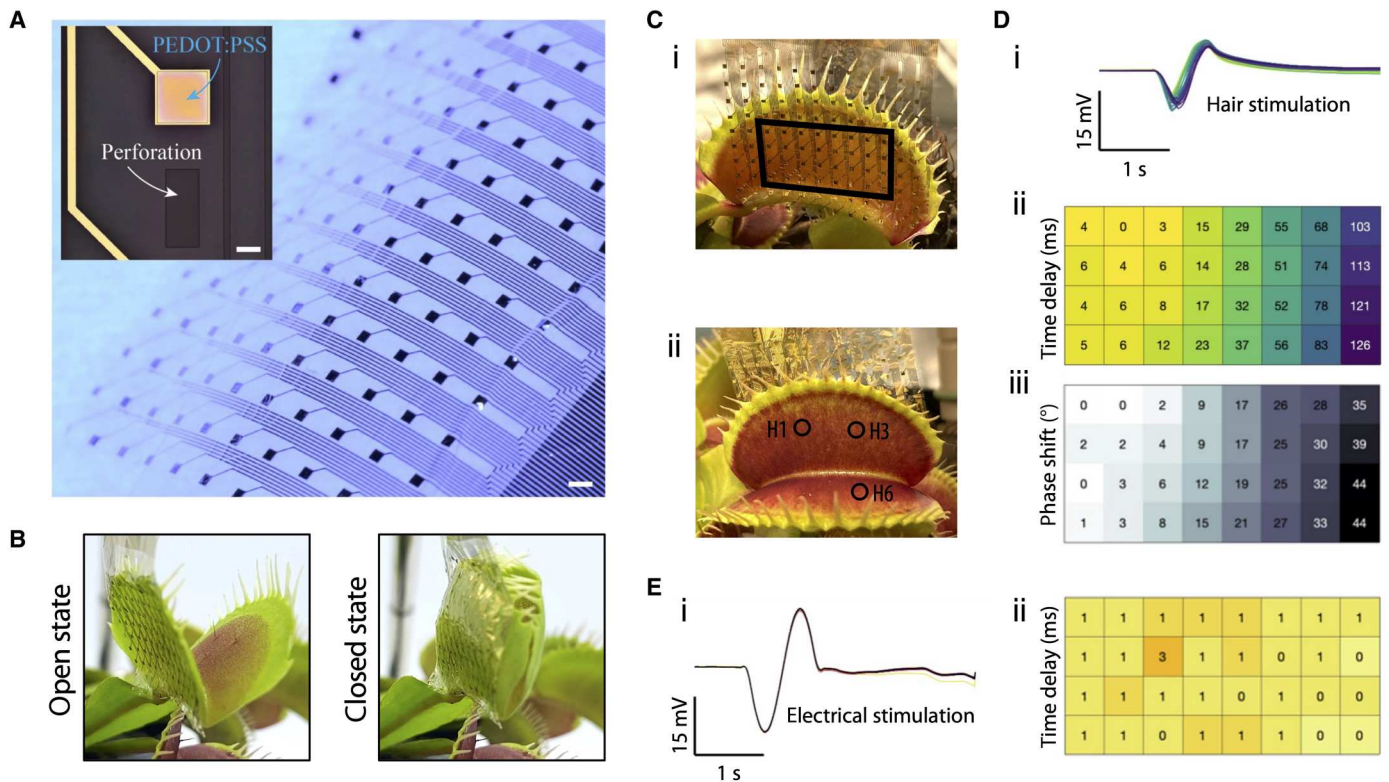 A
PEDOT:PSS
Perforation
B
Open state
Closed state
C
i
ii
H1
H3
H6
D
i
15 mV
1 s
Hair stimulation
ii
Time delay (ms)
4 0 3 15 29 55 68 103
6 4 6 14 28 51 74 113
4 6 8 17 32 52 78 121
5 6 12 23 37 56 83 126
iii
Phase shift (°)
0 0 2 9 17 26 28 35
2 2 4 9 17 25 30 39
0 3 6 12 19 25 32 44
1 3 8 15 21 27 33 44
E
i
15 mV
1 s
Electrical stimulation
ii
Time delay (ms)
1 1 1 1 1 1 1 1
1 1 3 1 1 0 1 0
1 1 1 1 0 1 0 0
1 1 0 1 1 1 0 0